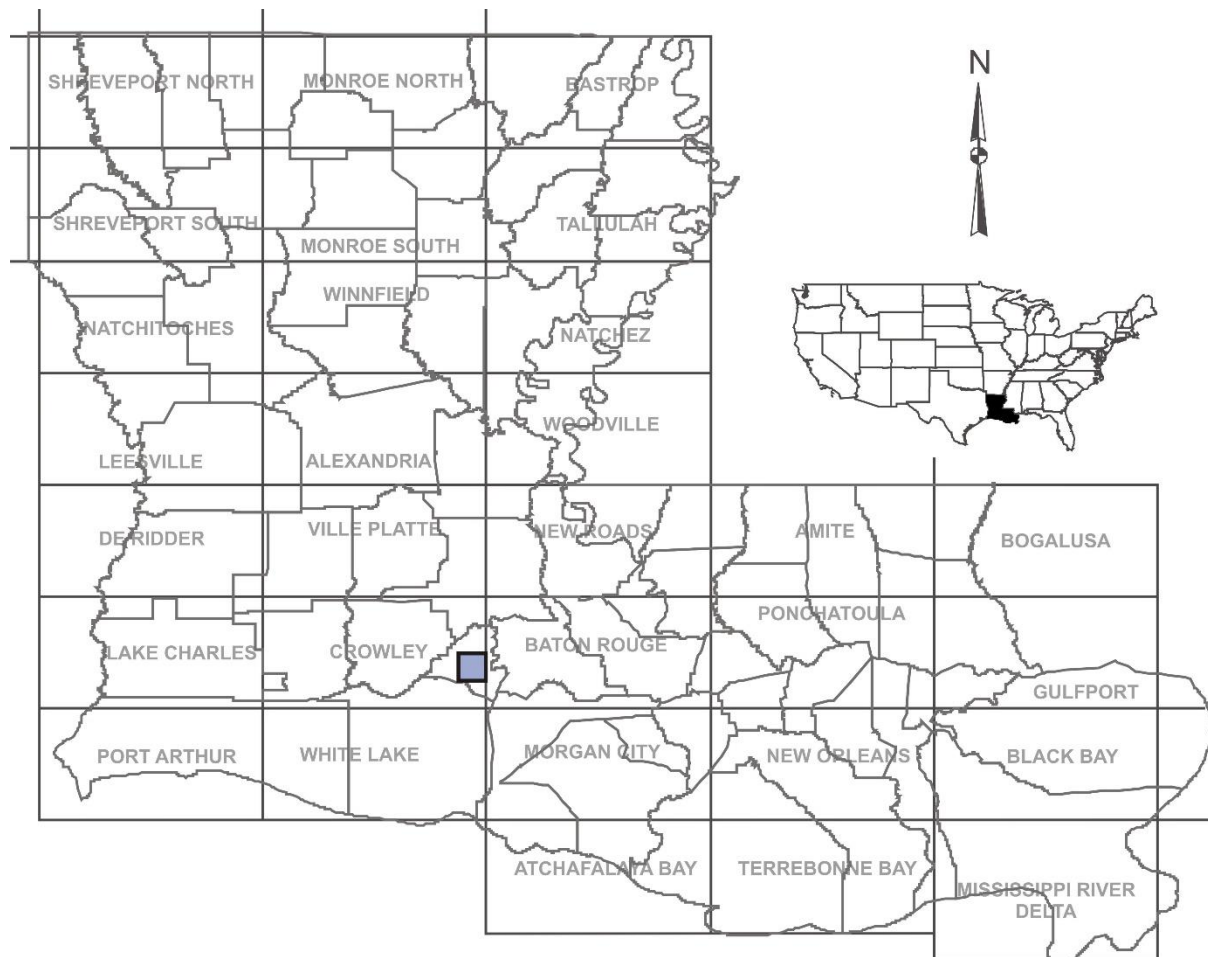 N
SHREVEPORT NORTH
MONROE NORTH
BASTROP
SHREVEPORT SOUTH
MONROE SOUTH
TALLULAH
NATCHITOCHES
WINNFIELD
NATCHEZ
LEESVILLE
ALEXANDRIA
WOODVILLE
DE RIDDER
VILLE PLATTE
NEW ROADS
AMITE
BOGALUSA
LAKE CHARLES
CROWLEY
BATON ROUGE
PONCHATOULA
GULFPORT
PORT ARTHUR
WHITE LAKE
MORGAN CITY
NEW ORLEANS
BLACK BAY
ATCHAFALAYA BAY
TERREBONNE BAY
MISSISSIPPI RIVER
DELTA